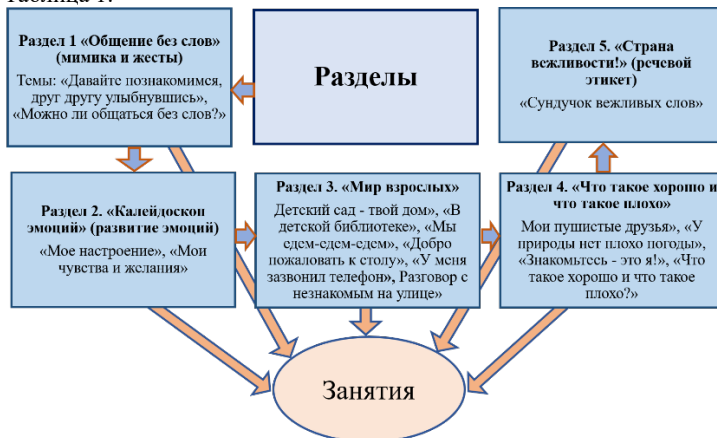 Таблица 1.
Раздел 1 «Общение без слов»
(мимика и жесты)
Темы: «Давайте познакомимся,
друг другу улыбнувшись»,
«Можно ли общаться без слов?»
Разделы
Раздел 5. «Страна
вежливости!» (речевой
этикет)
«Сундучок вежливых слов»
Раздел 2. «Калейдоскоп
эмоций» (развитие эмоций)
«Мое настроение», «Мои
чувства и желания»
Раздел 3. «Мир взрослых»
Детский сад - твой дом», «В
детской библиотеке», «Мы
едем-едем-едем», «Добро
пожаловать к столу», «У меня
зазвонил телефон», Разговор с
незнакомым на улице»
Раздел 4. «Что такое хорошо и
что такое плохо»
Мои пушистые друзья», «У
природы нет плохо погоды»,
«Знакомьтесь - это я!», «Что
такое хорошо и что такое
плохо?»
Занятия